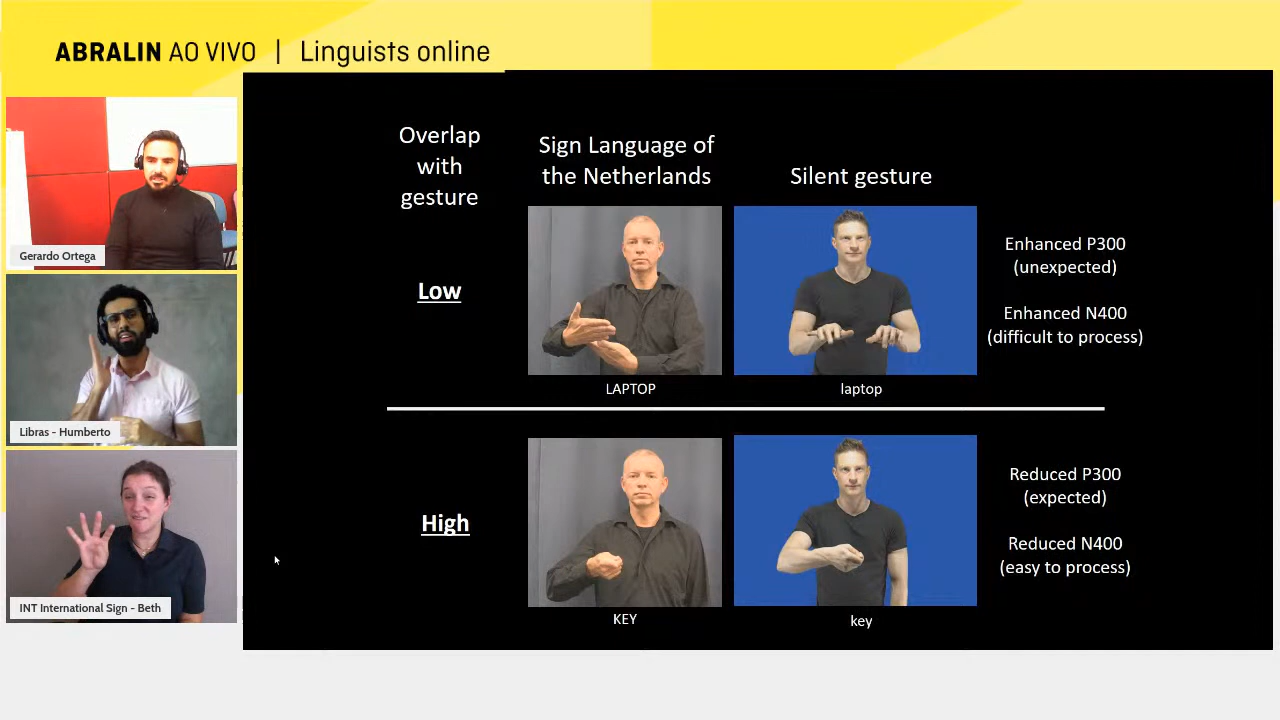 ABRALIN AO VIVO | Linguists online
Gerardo Ortega
Libras - Humberto
INT International Sign - Beth
Overlap
with
gesture
Sign Language of
the Netherlands
Silent gesture
Low
LAPTOP
laptop
Enhanced P300
(unexpected)
Enhanced N400
(difficult to process)
High
KEY
key
Reduced P300
(expected)
Reduced N400
(easy to process)